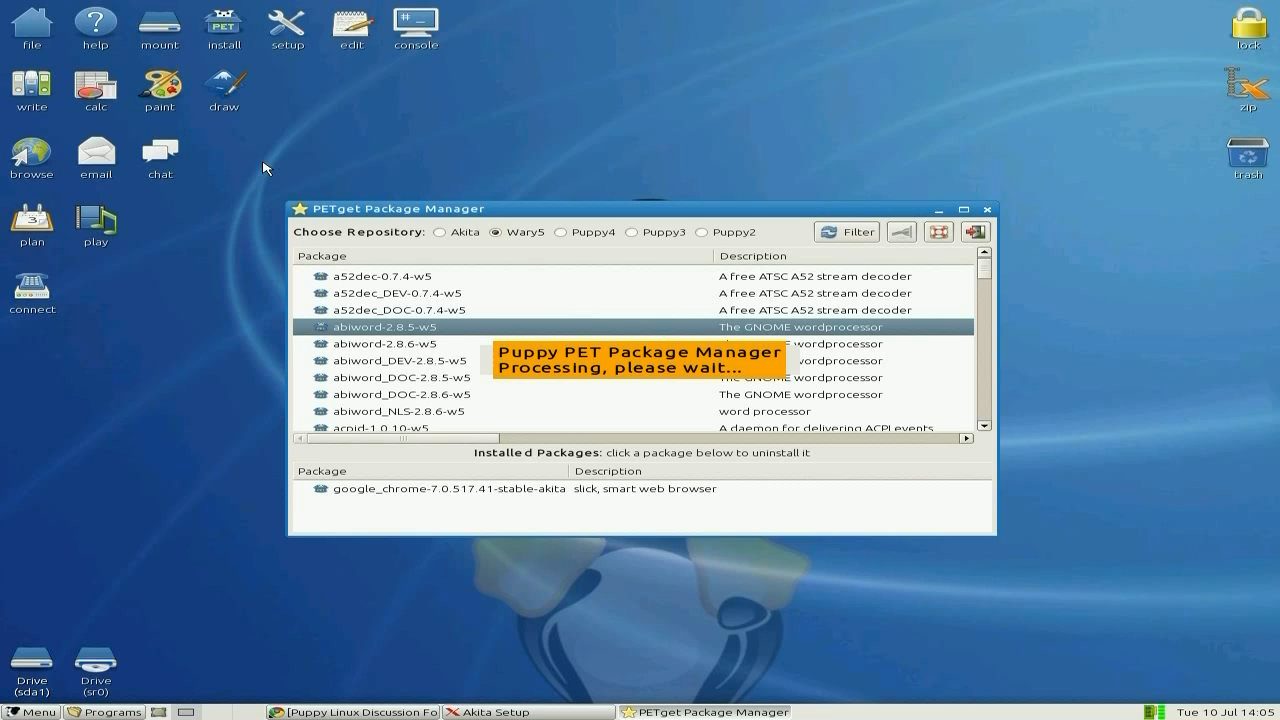 file help mount PET install setup edit # _ console lock
write calc paint draw zip
browse email chat trash
plan 3 play
connect
PETget Package Manager
Choose Repository: Akita Wary5 Puppy4 Puppy3 Puppy2 Filter
Package Description
a52dec-0.7.4-w5 A free ATSC A52 stream decoder
a52dec_DEV-0.7.4-w5 A free ATSC A52 stream decoder
a52dec_DOC-0.7.4-w5 A free ATSC A52 stream decoder
abiword-2.8.5-w5 The GNOME wordprocessor
abiword-2.8.6-w5 wordprocessor
Puppy PET Package Manager
Processing, please wait...
abiword_DEV-2.8.5-w5 wordprocessor
abiword_DOC-2.8.5-w5 The GNOME wordprocessor
abiword_DOC-2.8.6-w5 The GNOME wordprocessor
abiword_NLS-2.8.6-w5 word processor
acpid-1.0.10-w5 A daemon for delivering ACPI events
Installed Packages: click a package below to uninstall it
Package Description
google_chrome-7.0.517.41-stable-akita slick, smart web browser
Drive (sda1)
Drive (sr0)
Menu Programs [Puppy Linux Discussion Fo Akita Setup PETget Package Manager Tue 10 Jul 14:05